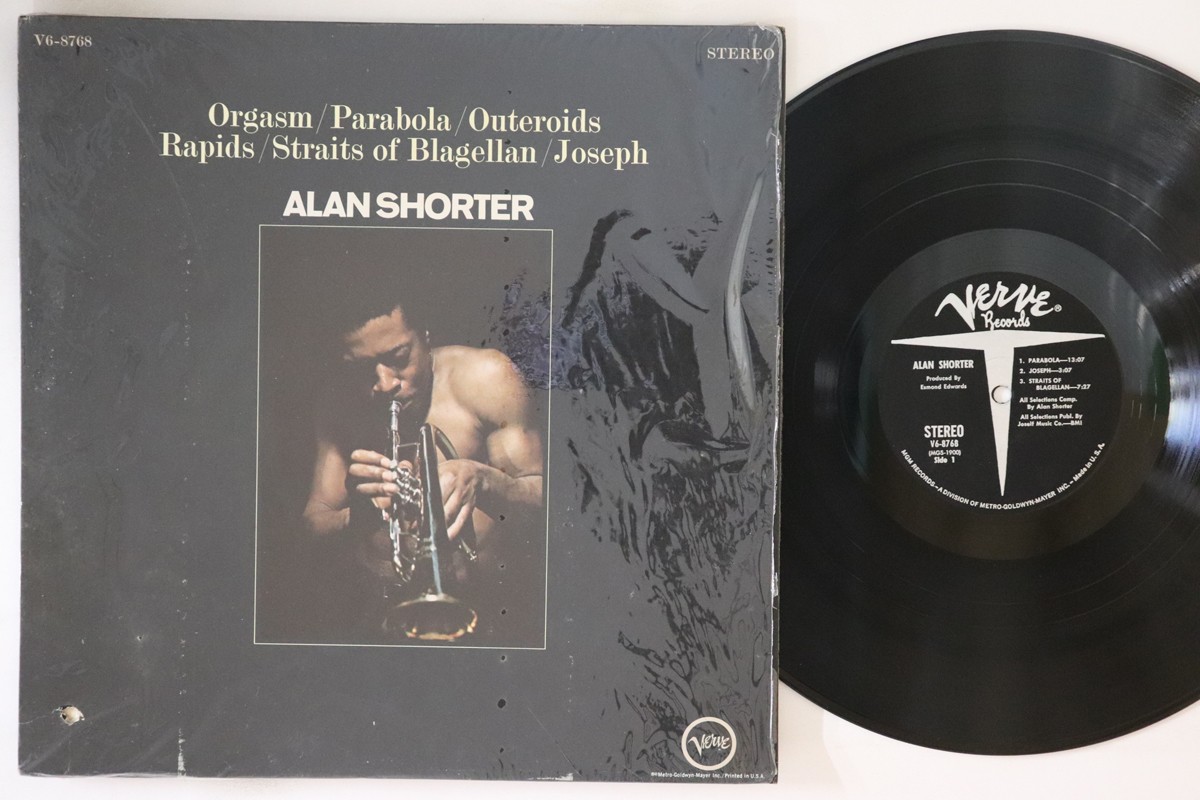 V6-8768
STEREO
Orgasm/Parabola/Outeroids
Rapids/Straits of Blagellan/Joseph
ALAN SHORTER
Verve
Metro-Goldwyn-Mayer Inc./Printed in U.S.A.
Verve®
Records
ALAN SHORTER
Produced By
Esmond Edwards
STEREO
V6-8768
(MGS-1900)
Side 1
1. PARABOLA—13:07
2. JOSEPH—3:07
3. STRAITS OF
BLAGELLAN—7:27
All Selections Comp.
By Alan Shorter
All Selections Publ. By
Joself Music Co.—BMI
MGM RECORDS—A DIVISION OF METRO-GOLDWYN-MAYER INC.—Made in U.S.A.